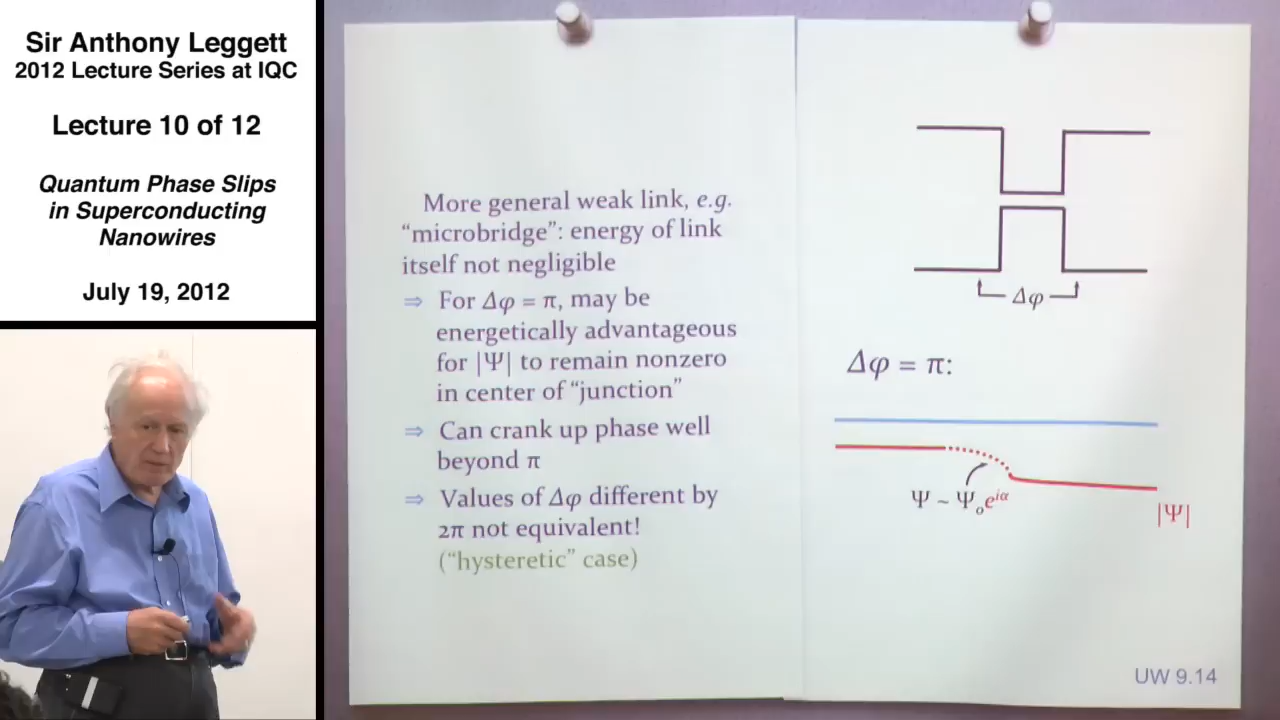 Sir Anthony Leggett
2012 Lecture Series at IQC
Lecture 10 of 12
Quantum Phase Slips
in Superconducting
Nanowires
July 19, 2012
More general weak link, e.g.
“microbridge”: energy of link
itself not negligible
⇒ For Δφ = π, may be
energetically advantageous
for |Ψ| to remain nonzero
in center of “junction”
⇒ Can crank up phase well
beyond π
⇒ Values of Δφ different by
2π not equivalent!
(“hysteretic” case)
Δφ
Δφ = π:
Ψ ~ Ψₒeⁱᵅ
|Ψ|
UW 9.14